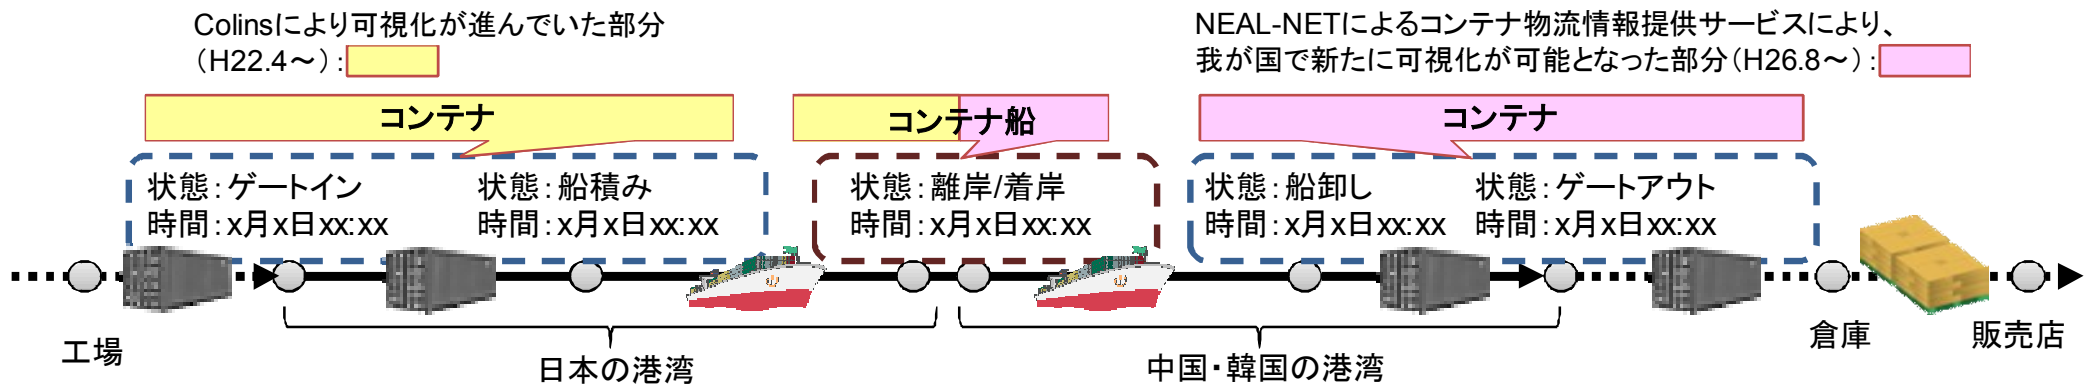 Colinsにより可視化が進んでいた部分
（H22.4～）：
NEAL-NETによるコンテナ物流情報提供サービスにより、
我が国で新たに可視化が可能となった部分（H26.8～）：
コンテナ
コンテナ船
コンテナ
状態：ゲートイン
時間：x月x日xx:xx
状態：船積み
時間：x月x日xx:xx
状態：離岸/着岸
時間：x月x日xx:xx
状態：船卸し
時間：x月x日xx:xx
状態：ゲートアウト
時間：x月x日xx:xx
工場
日本の港湾
中国・韓国の港湾
倉庫
販売店